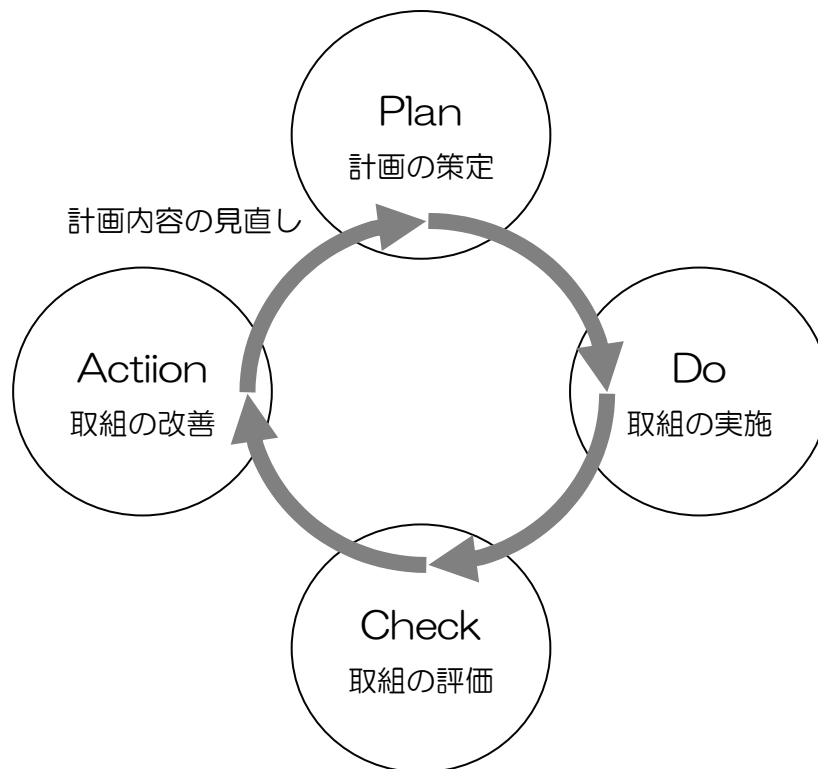 Plan
計画の策定
計画内容の見直し
Actiion
取組の改善
Do
取組の実施
Check
取組の評価